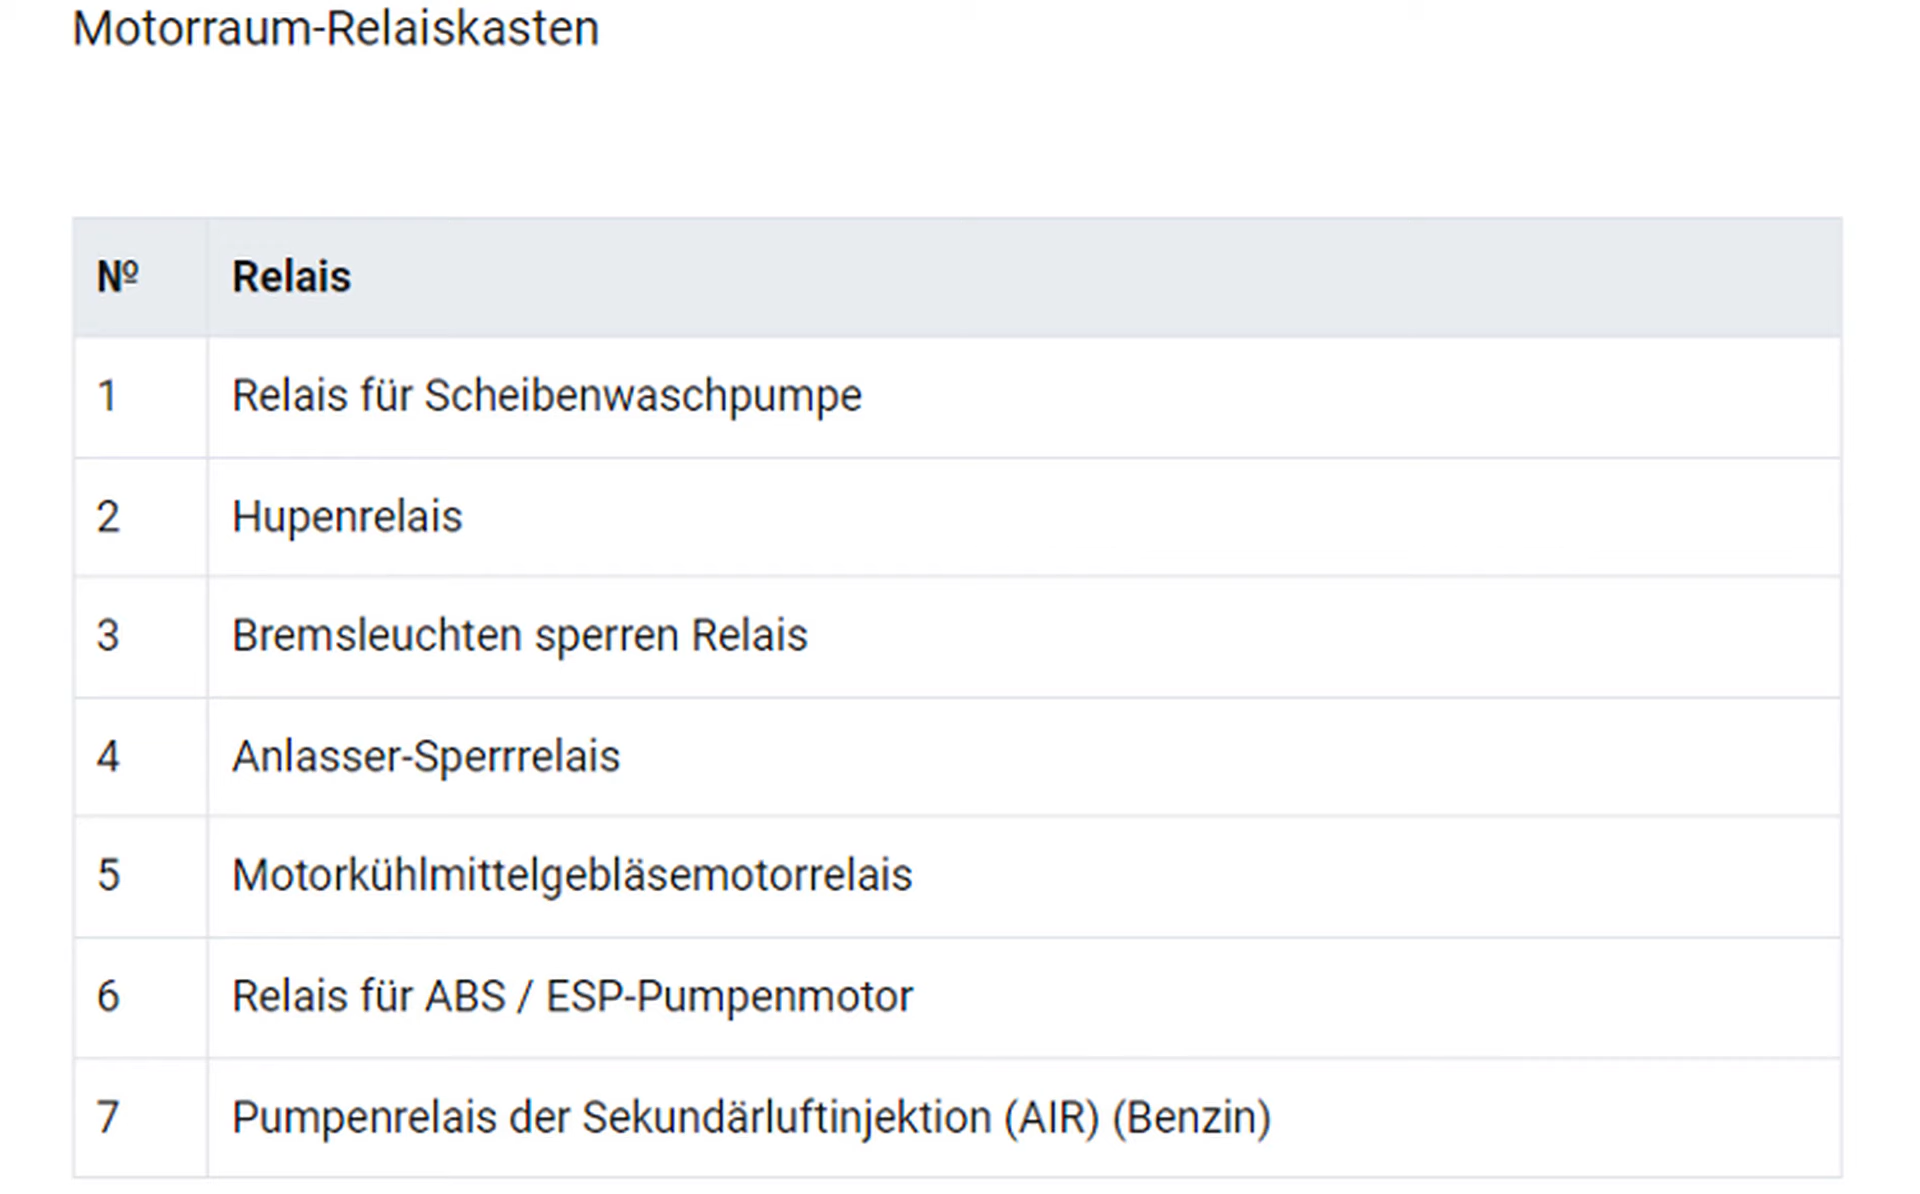 Motorraum-Relaiskasten
Nº Relais
1 Relais für Scheibenwaschpumpe
2 Hupenrelais
3 Bremsleuchten sperren Relais
4 Anlasser-Sperrrelais
5 Motorkühlmittelgebläsemotorrelais
6 Relais für ABS / ESP-Pumpenmotor
7 Pumpenrelais der Sekundärluftinjektion (AIR) (Benzin)